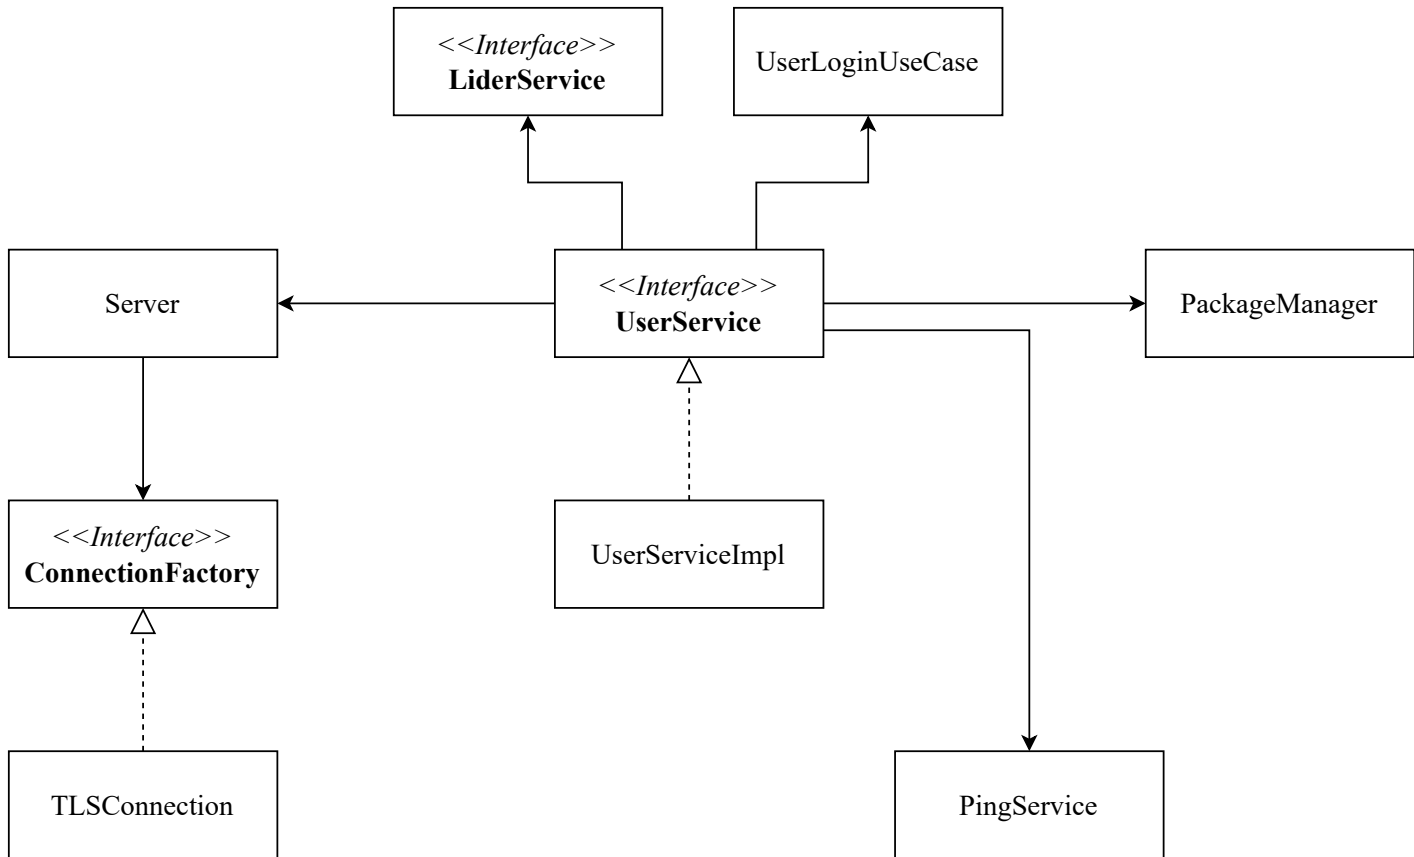 <<Interface>>
LiderService
UserLoginUseCase
Server
<<Interface>>
UserService
PackageManager
<<Interface>>
ConnectionFactory
UserServiceImpl
TLSConnection
PingService